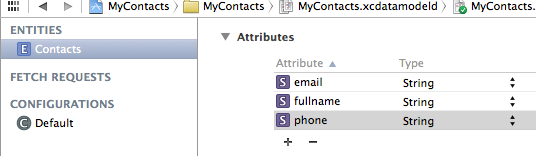 MyContacts MyContacts MyContacts.xcdatamodeld MyContacts.
ENTITIES
E Contacts
FETCH REQUESTS
CONFIGURATIONS
C Default
Attributes
Attribute Type
S email String
S fullname String
S phone String
+ −